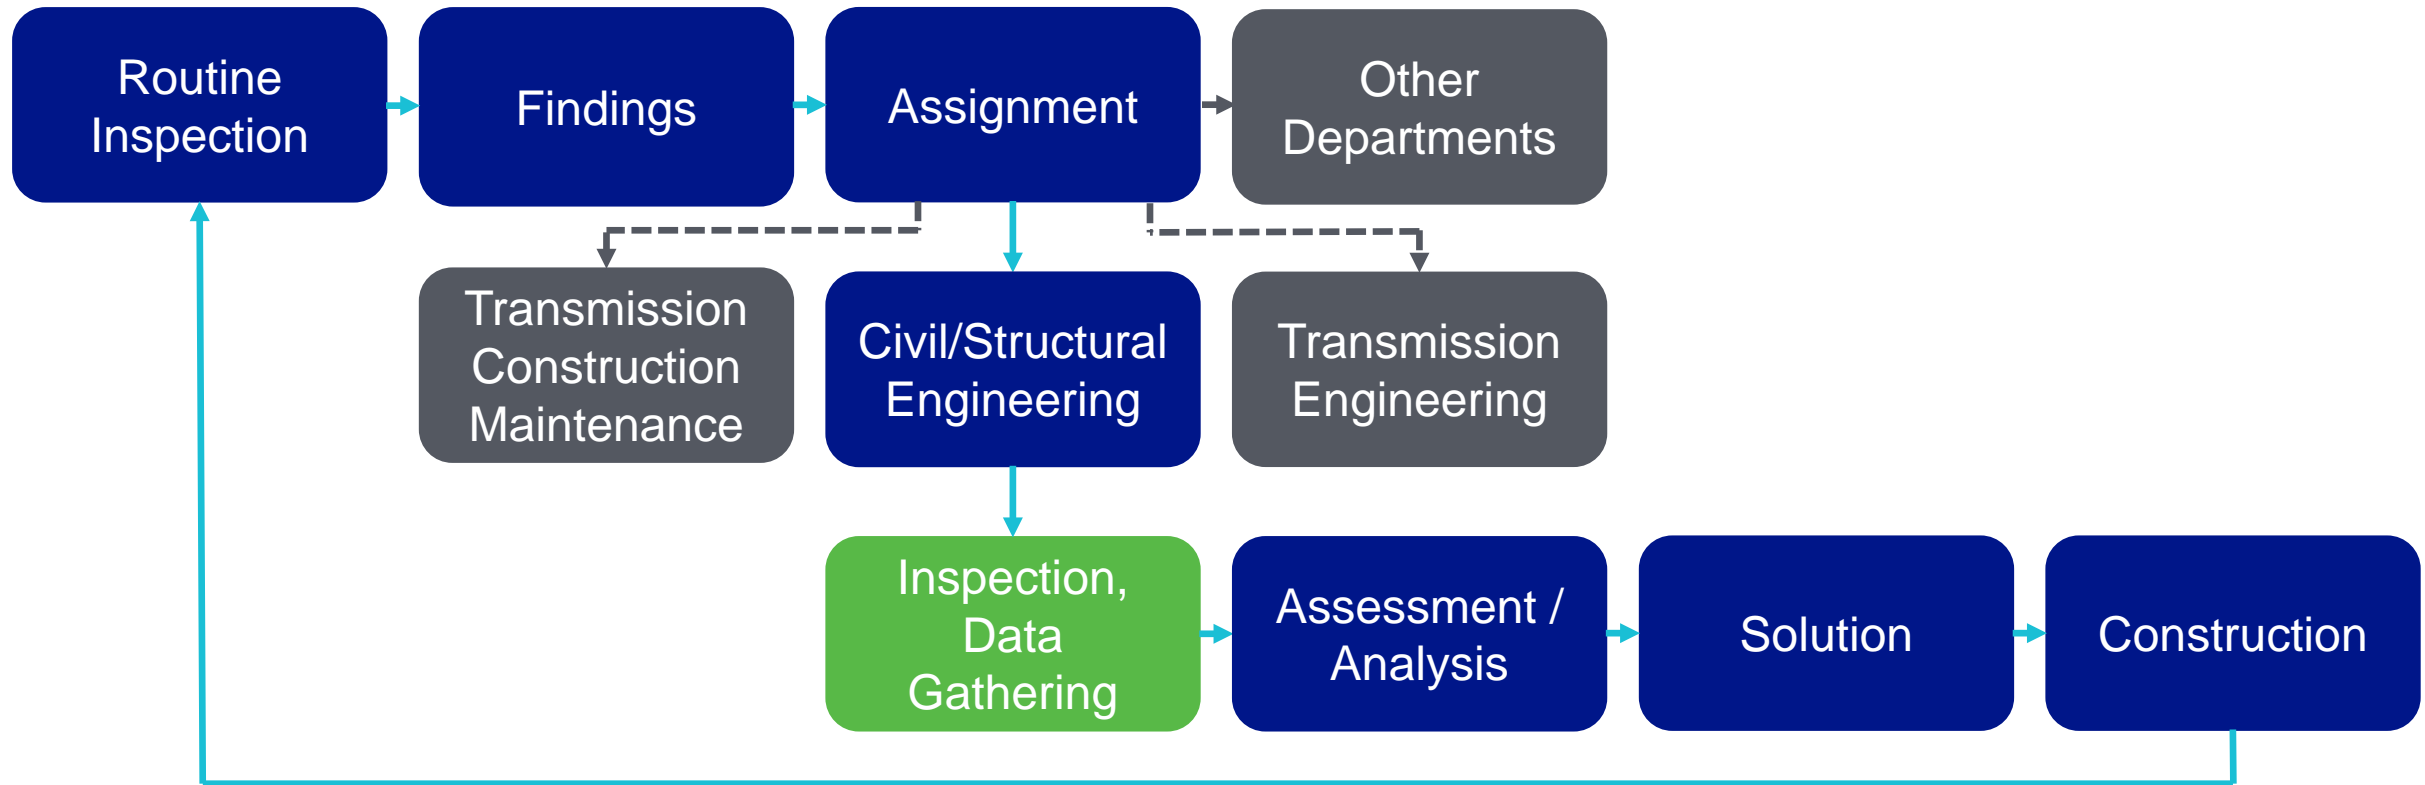 Routine
Inspection
Findings
Assignment
Other
Departments
Transmission
Construction
Maintenance
Civil/Structural
Engineering
Transmission
Engineering
Inspection,
Data
Gathering
Assessment /
Analysis
Solution
Construction